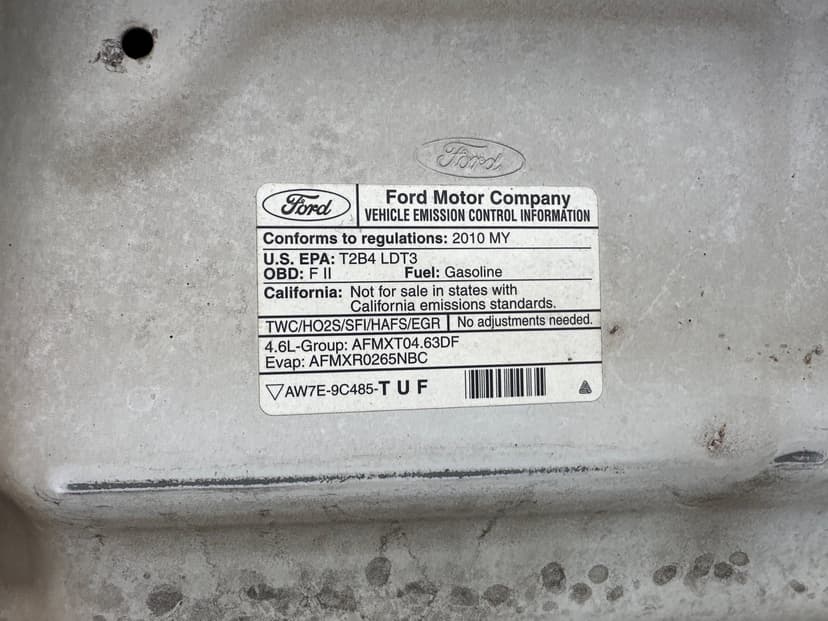 Ford
Ford
Ford Motor Company
VEHICLE EMISSION CONTROL INFORMATION
Conforms to regulations: 2010 MY
U.S. EPA: T2B4 LDT3
OBD: F II Fuel: Gasoline
California: Not for sale in states with
California emissions standards.
TWC/HO2S/SFI/HAFS/EGR No adjustments needed.
4.6L-Group: AFMXT04.63DF
Evap: AFMXR0265NBC
AW7E-9C485-T U F